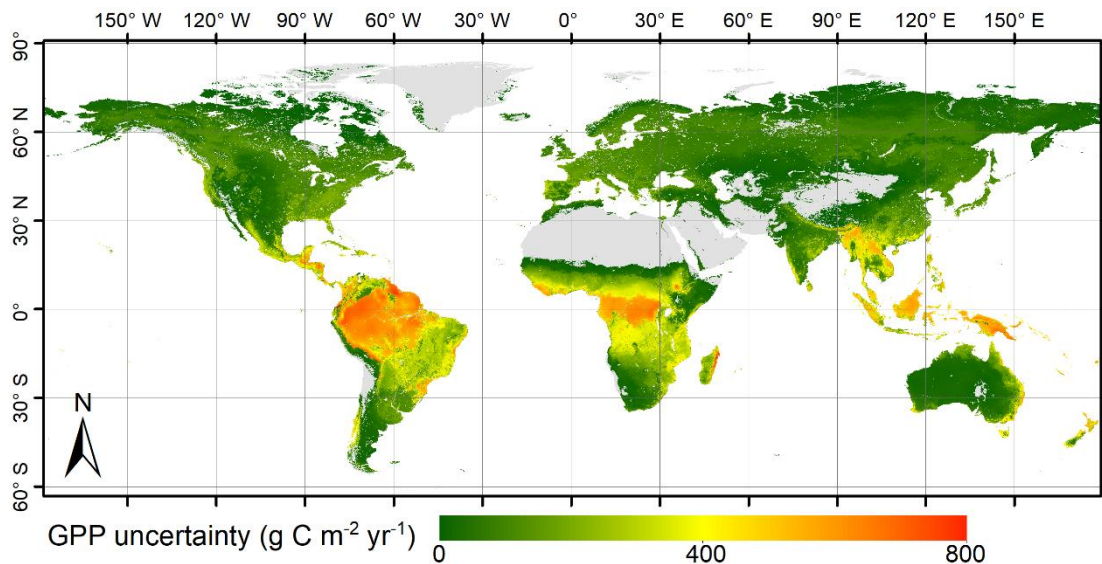 150° W 120° W 90° W 60° W 30° W 0° 30° E 60° E 90° E 120° E 150° E
90°
60° N
30° N
0°
30° S
60° S
N
GPP uncertainty (g C m⁻² yr⁻¹)
0 400 800